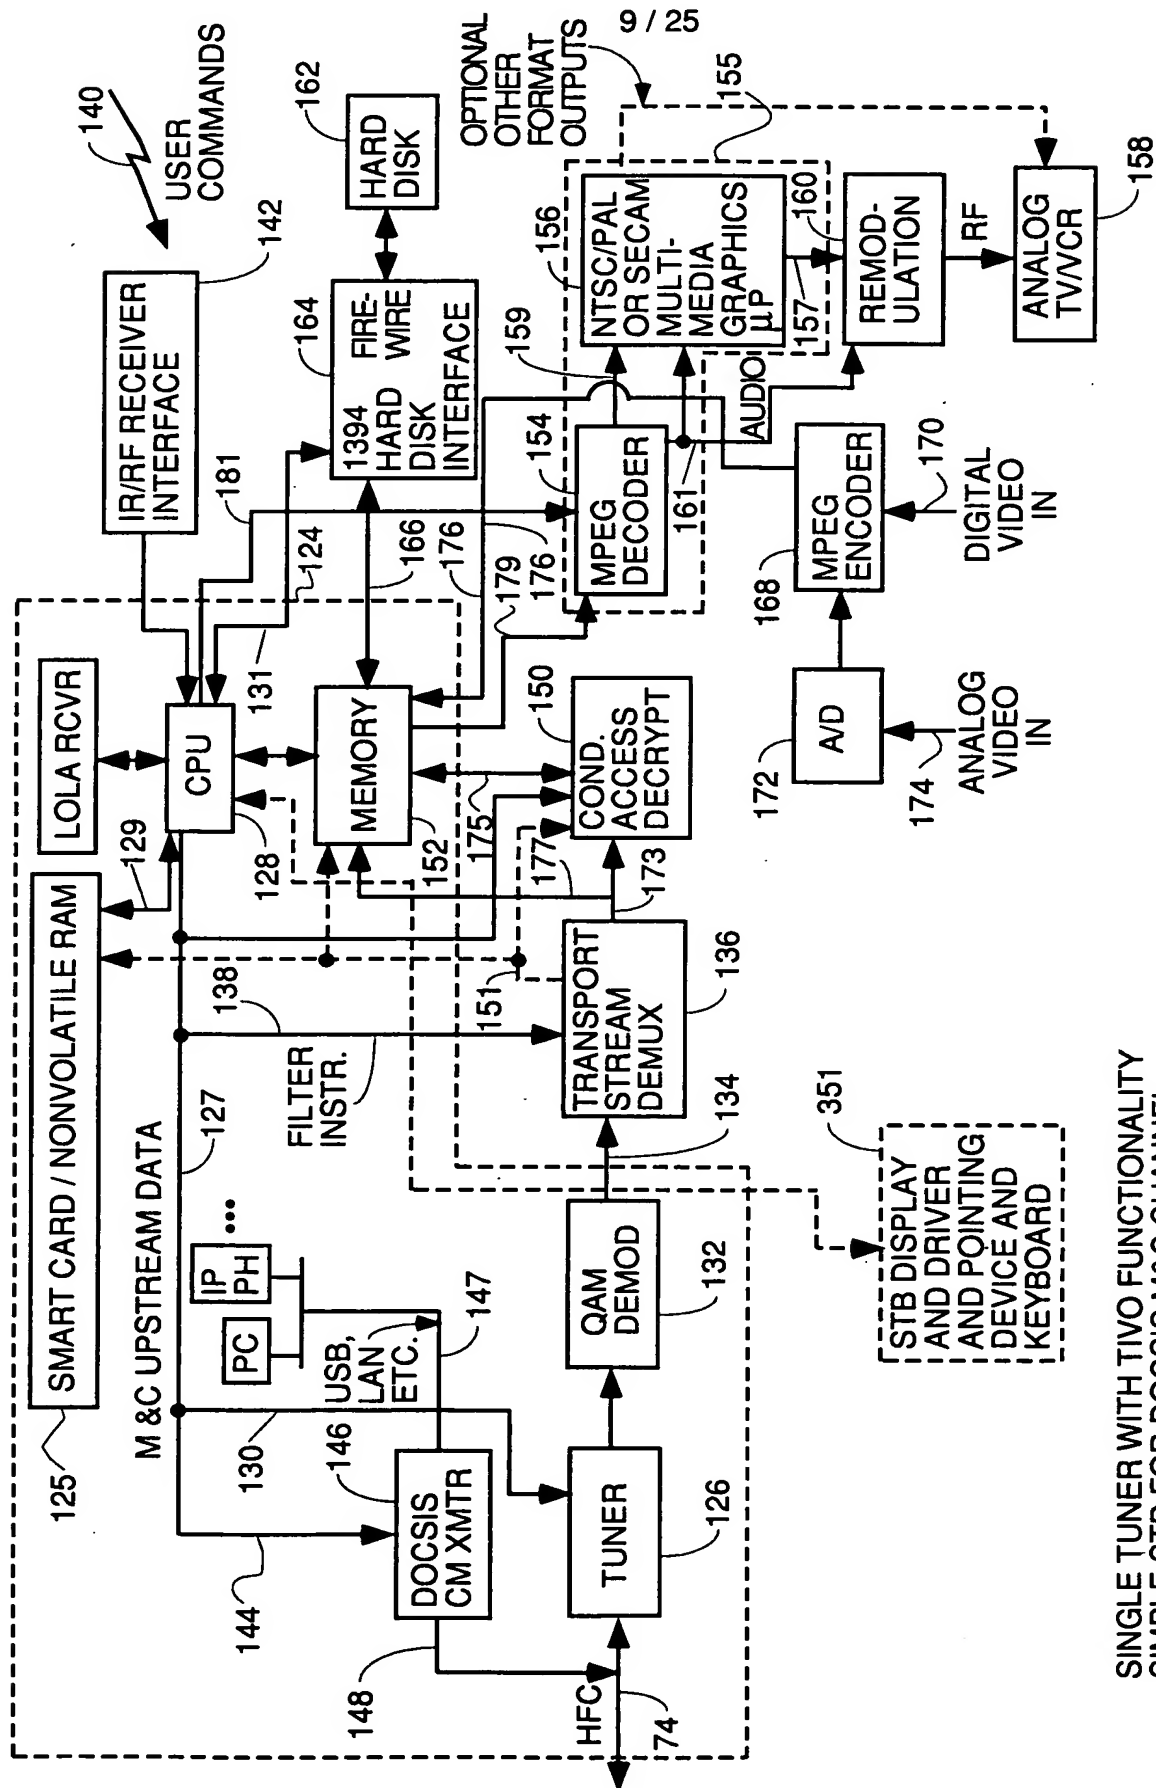 9 / 25
140
USER
COMMANDS
142
IR/RF RECEIVER
INTERFACE
162
HARD
DISK
164
1394 FIRE-
HARD WIRE
DISK
INTERFACE
OPTIONAL
OTHER
FORMAT
OUTPUTS
155
156
NTSC/PAL
OR SECAM
MULTI-
MEDIA
GRAPHICS
µP
157
160
REMOD-
ULATION
RF
ANALOG
TV/VCR
158
159
154
MPEG
DECODER
161
AUDIO
168
MPEG
ENCODER
170
DIGITAL
VIDEO
IN
172
A/D
174
ANALOG
VIDEO
IN
181
124
131
166
176
176
179
LOLA RCVR
CPU
128
129
MEMORY
152
175
150
COND.
ACCESS
DECRYPT
177
173
SMART CARD / NONVOLATILE RAM
125
M &C UPSTREAM DATA
127
138
FILTER
INSTR.
151
TRANSPORT
STREAM
DEMUX
136
134
IP
PH
...
PC
USB,
LAN
ETC.
147
130
146
DOCSIS
CM XMTR
144
148
QAM
DEMOD
132
TUNER
126
HFC
74
351
STB DISPLAY
AND DRIVER
AND POINTING
DEVICE AND
KEYBOARD
SINGLE TUNER WITH TIVO FUNCTIONALITY